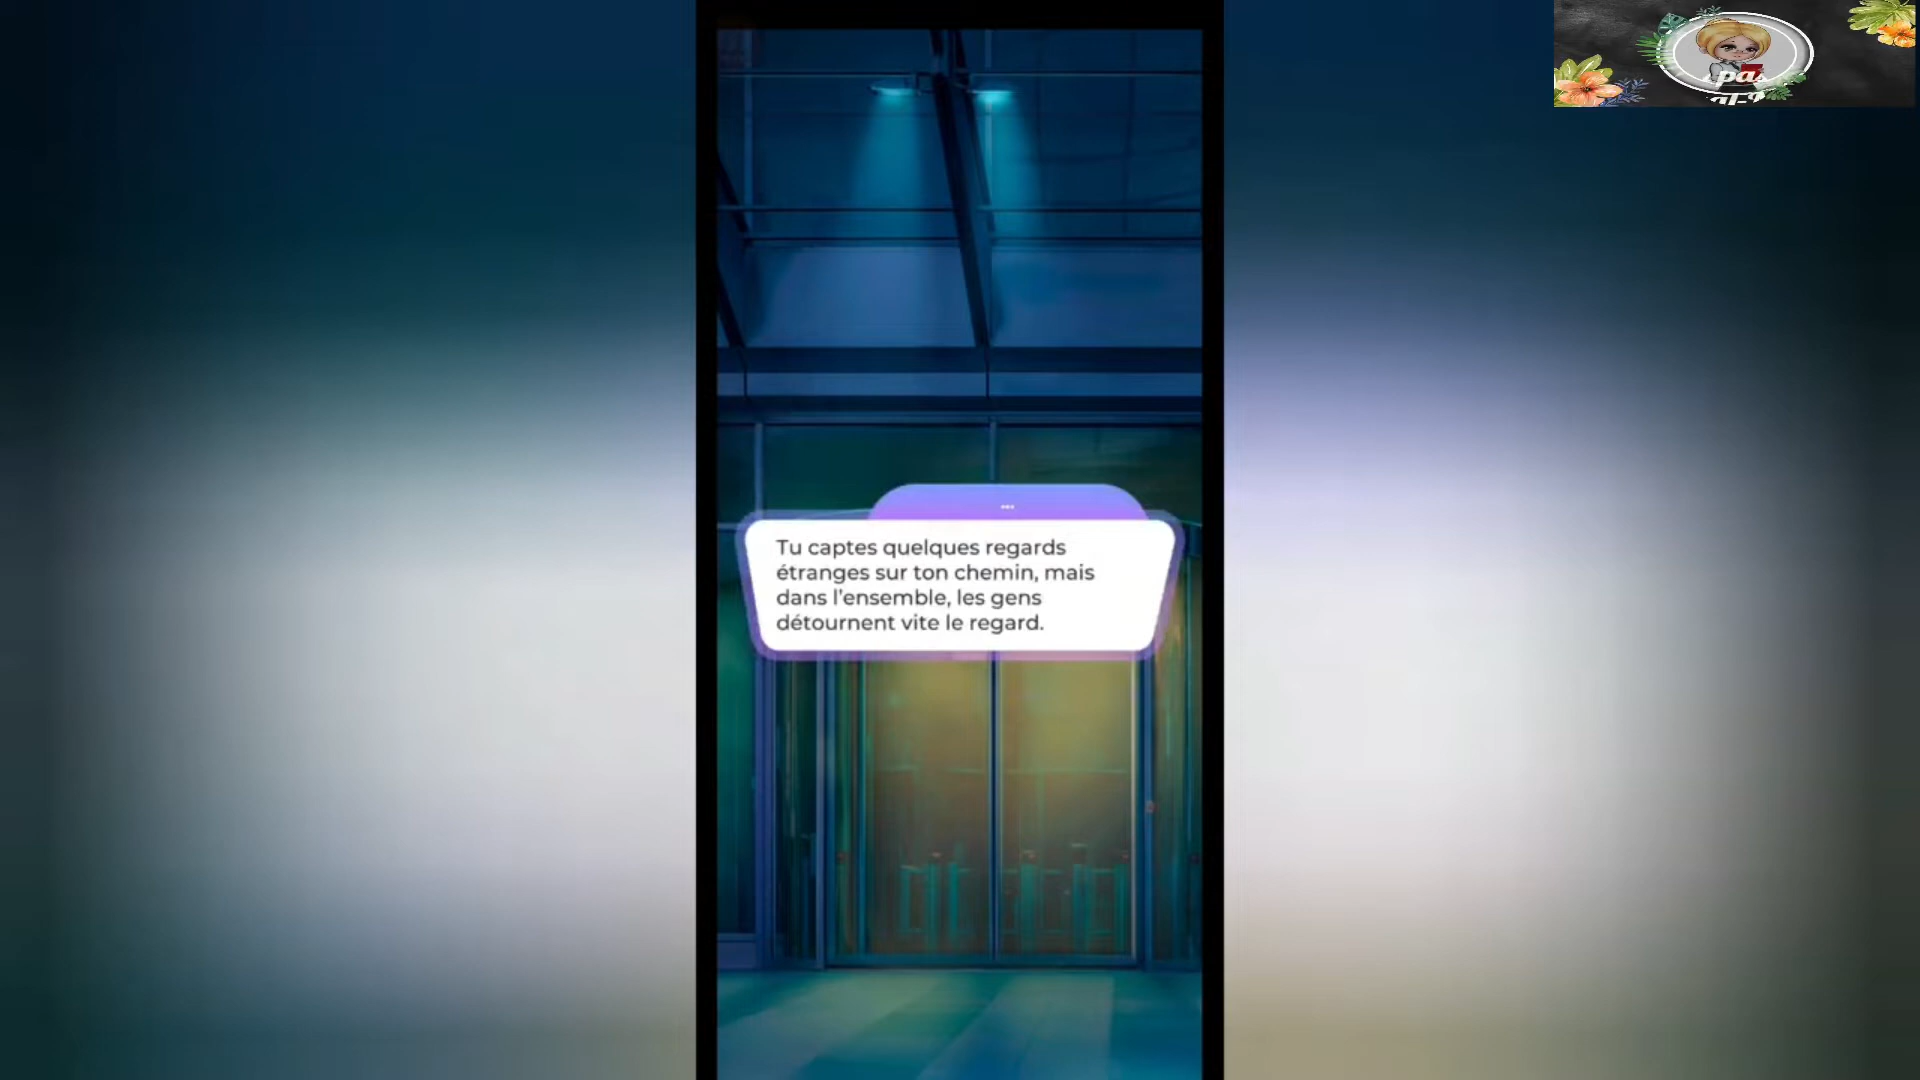 ...
Tu captes quelques regards
étranges sur ton chemin, mais
dans l'ensemble, les gens
détournent vite le regard.